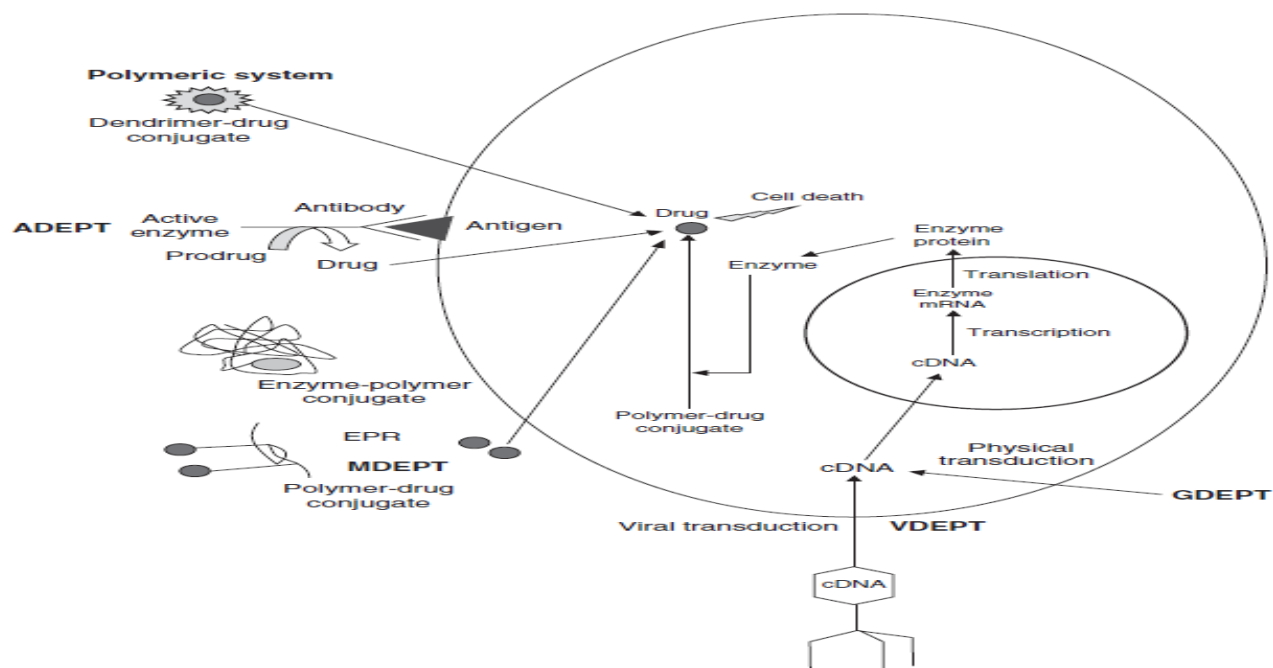 Polymeric system
Dendrimer-drug
conjugate
ADEPT
Active
enzyme
Antibody
Antigen
Prodrug
Drug
Drug
Cell death
Enzyme
Enzyme
protein
Translation
Enzyme
mRNA
Transcription
cDNA
Enzyme-polymer
conjugate
EPR
MDEPT
Polymer-drug
conjugate
Polymer-drug
conjugate
Physical
transduction
cDNA
GDEPT
Viral transduction
VDEPT
cDNA